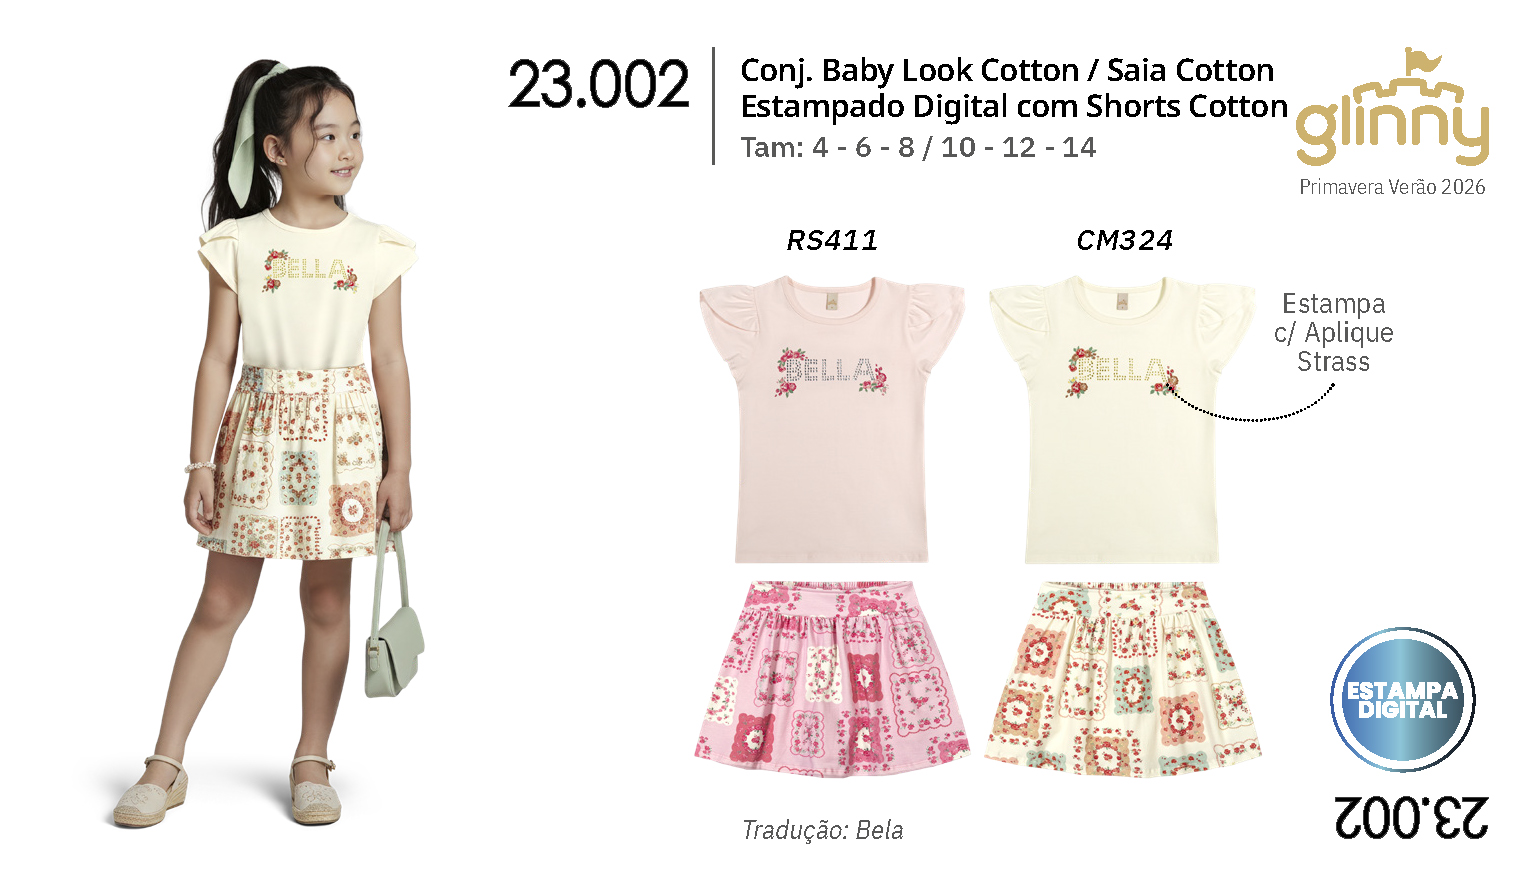 23.002
Conj. Baby Look Cotton / Saia Cotton
Estampado Digital com Shorts Cotton
Tam: 4 - 6 - 8 / 10 - 12 - 14
glinny
Primavera Verão 2026
RS411
CM324
BELLA
BELLA
BELLA
Estampa
c/ Aplique
Strass
ESTAMPA
DIGITAL
23.002
Tradução: Bela